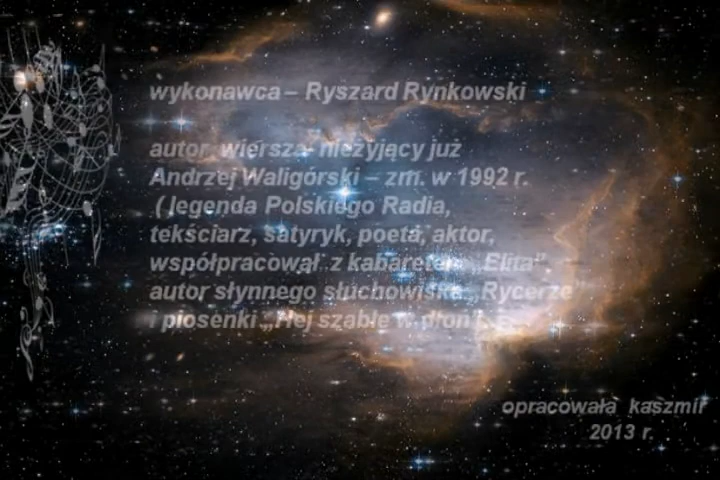 wykonawca – Ryszard Rynkowski
autor wiersza- nieżyjący już
Andrzej Waligórski – zm. w 1992 r.
( legenda Polskiego Radia,
tekściarz, satyryk, poeta, aktor,
współpracował z kabaretem „ Elita”
autor słynnego słuchowiska „Rycerze”
i piosenki „Hej szable w dłoń
opracowała kaszmir
2013 r.